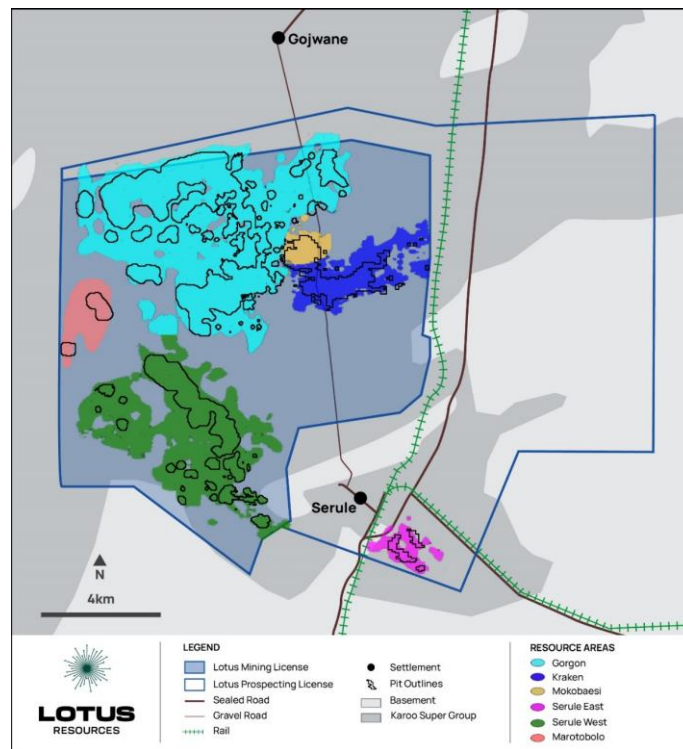 Gojwane
Serule
N
4km
LOTUS
RESOURCES
LEGEND
Lotus Mining License
Lotus Prospecting License
Sealed Road
Gravel Road
Rail
Settlement
Pit Outlines
Basement
Karoo Super Group
RESOURCE AREAS
Gorgon
Kraken
Mokobaesi
Serule East
Serule West
Marotobolo